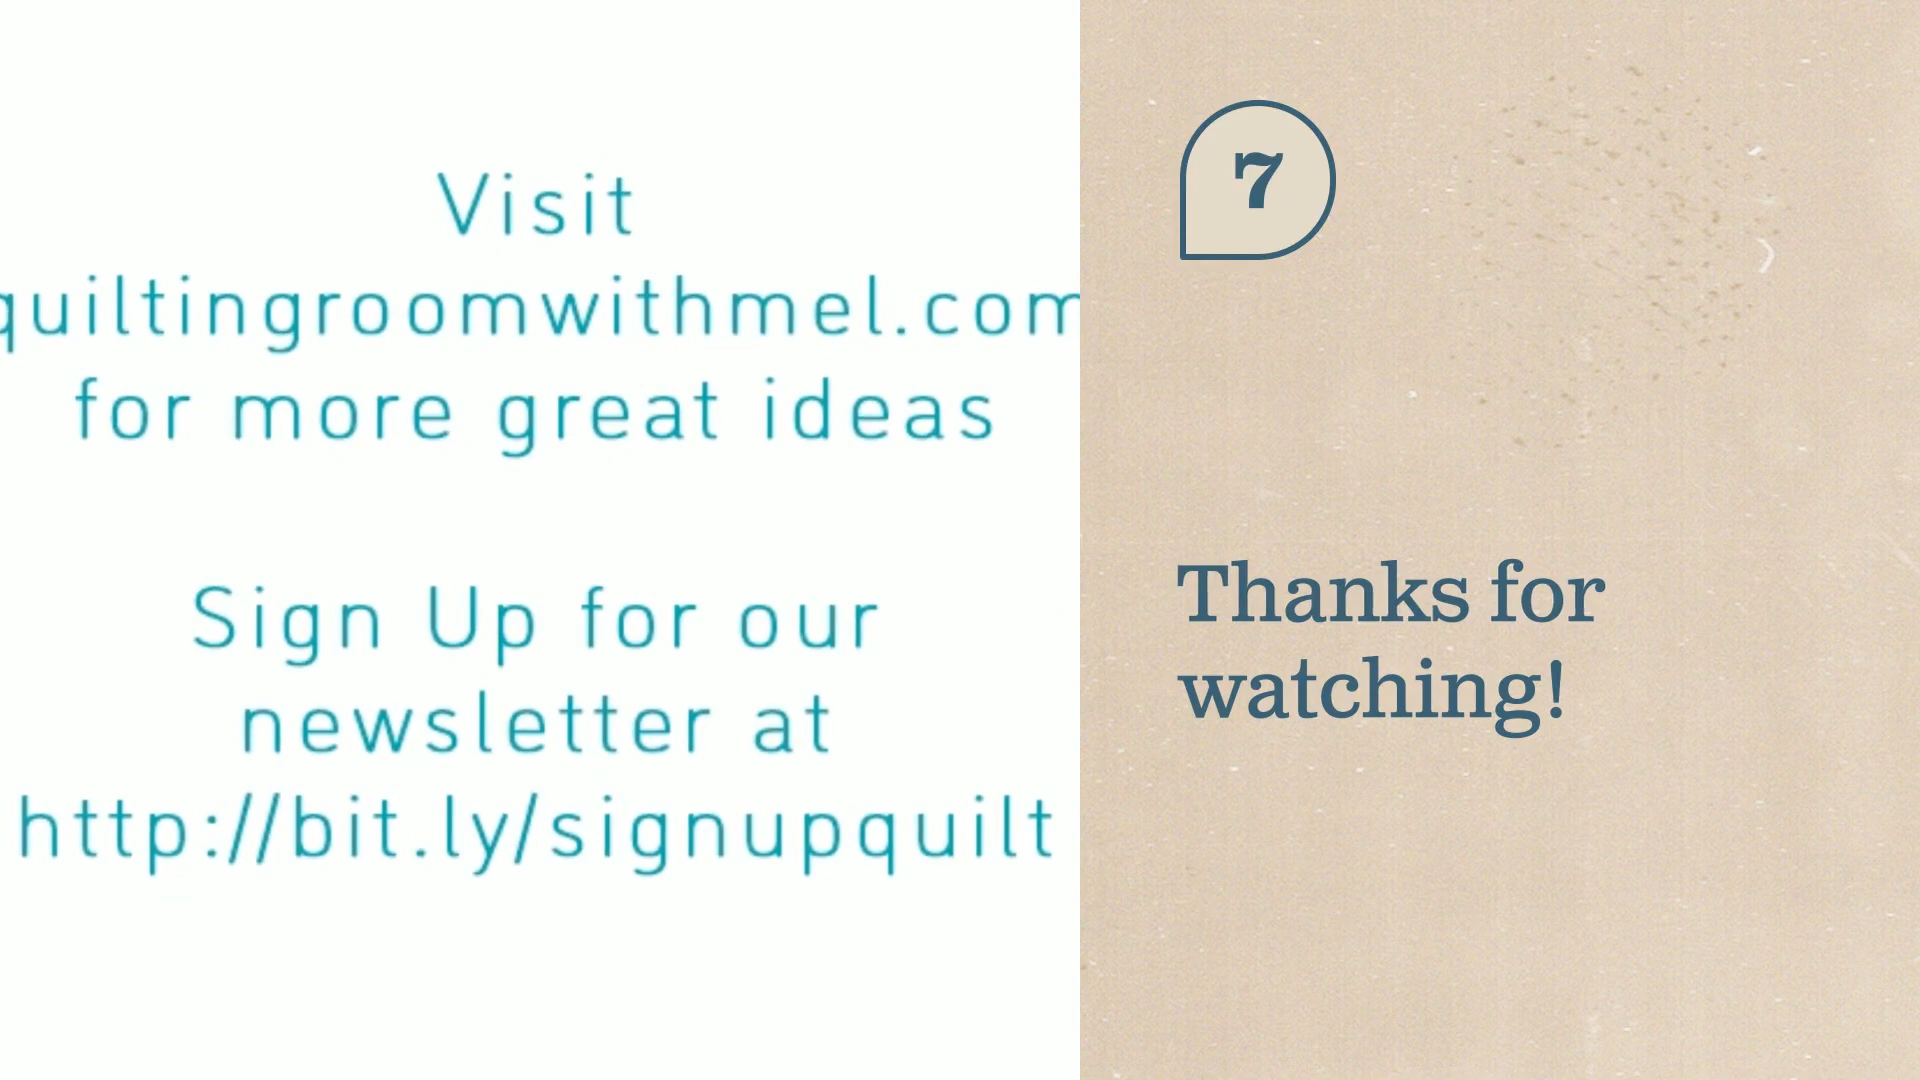 Visit
quiltingroomwithmel.com
for more great ideas
Sign Up for our
newsletter at
http://bit.ly/signupquilt
7
Thanks for
watching!